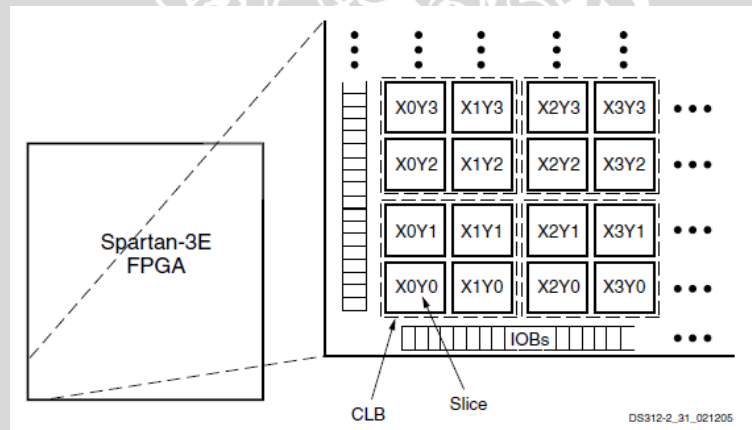 X0Y3 X1Y3 X2Y3 X3Y3
X0Y2 X1Y2 X2Y2 X3Y2
X0Y1 X1Y1 X2Y1 X3Y1
X0Y0 X1Y0 X2Y0 X3Y0
Spartan-3E
FPGA
IOBs
CLB
Slice
DS312-2_31_021205